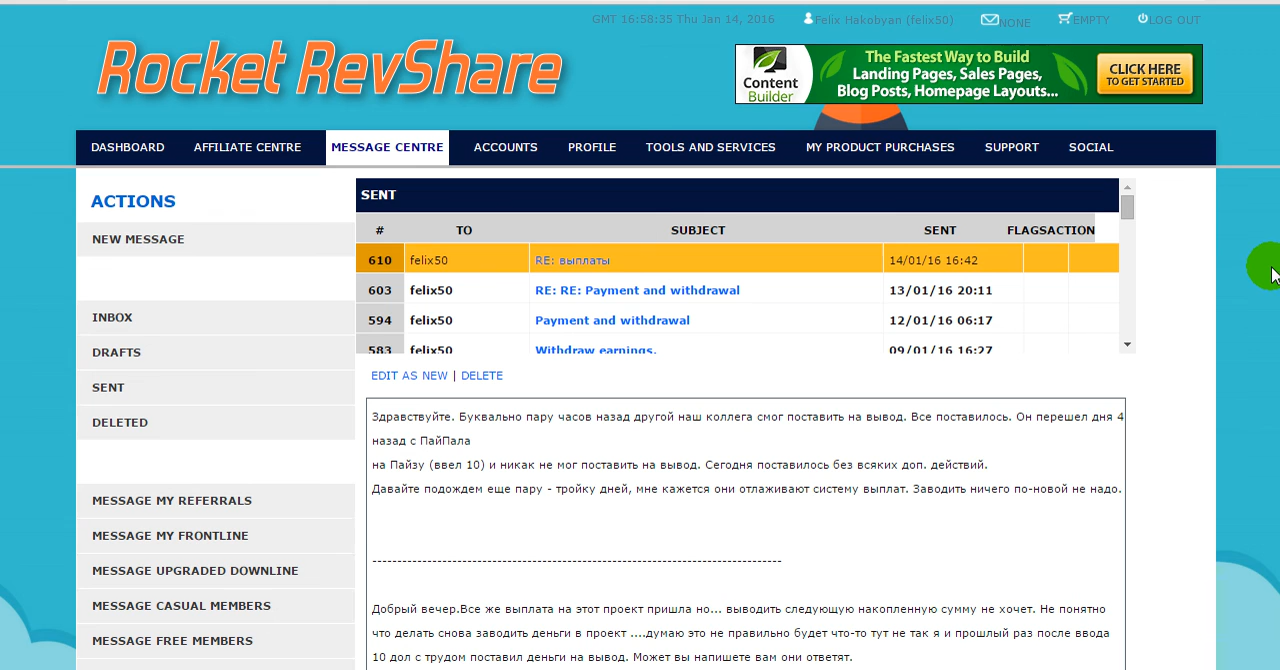 GMT 16:58:35 Thu Jan 14, 2016 Felix Hakobyan (felix50) NONE EMPTY LOG OUT
Rocket RevShare
Content Builder
The Fastest Way to Build
Landing Pages, Sales Pages,
Blog Posts, Homepage Layouts...
CLICK HERE
TO GET STARTED
DASHBOARD AFFILIATE CENTRE MESSAGE CENTRE ACCOUNTS PROFILE TOOLS AND SERVICES MY PRODUCT PURCHASES SUPPORT SOCIAL
ACTIONS
NEW MESSAGE
INBOX
DRAFTS
SENT
DELETED
MESSAGE MY REFERRALS
MESSAGE MY FRONTLINE
MESSAGE UPGRADED DOWNLINE
MESSAGE CASUAL MEMBERS
MESSAGE FREE MEMBERS
SENT
# TO SUBJECT SENT FLAGSACTION
610 felix50 RE: выплаты 14/01/16 16:42
603 felix50 RE: RE: Payment and withdrawal 13/01/16 20:11
594 felix50 Payment and withdrawal 12/01/16 06:17
583 felix50 Withdraw earnings. 09/01/16 16:27
EDIT AS NEW | DELETE
Здравствуйте. Буквально пару часов назад другой наш коллега смог поставить на вывод. Все поставилось. Он перешел дня 4
назад с ПайПала
на Пайзу (ввел 10) и никак не мог поставить на вывод. Сегодня поставилось без всяких доп. действий.
Давайте подождем еще пару - тройку дней, мне кажется они отлаживают систему выплат. Заводить ничего по-новой не надо.
--------------------------------------------------------------------------------
Добрый вечер.Все же выплата на этот проект пришла но... выводить следующую накопленную сумму не хочет. Не понятно
что делать снова заводить деньги в проект ....думаю это не правильно будет что-то тут не так я и прошлый раз после ввода
10 дол с трудом поставил деньги на вывод. Может вы напишете вам они ответят.